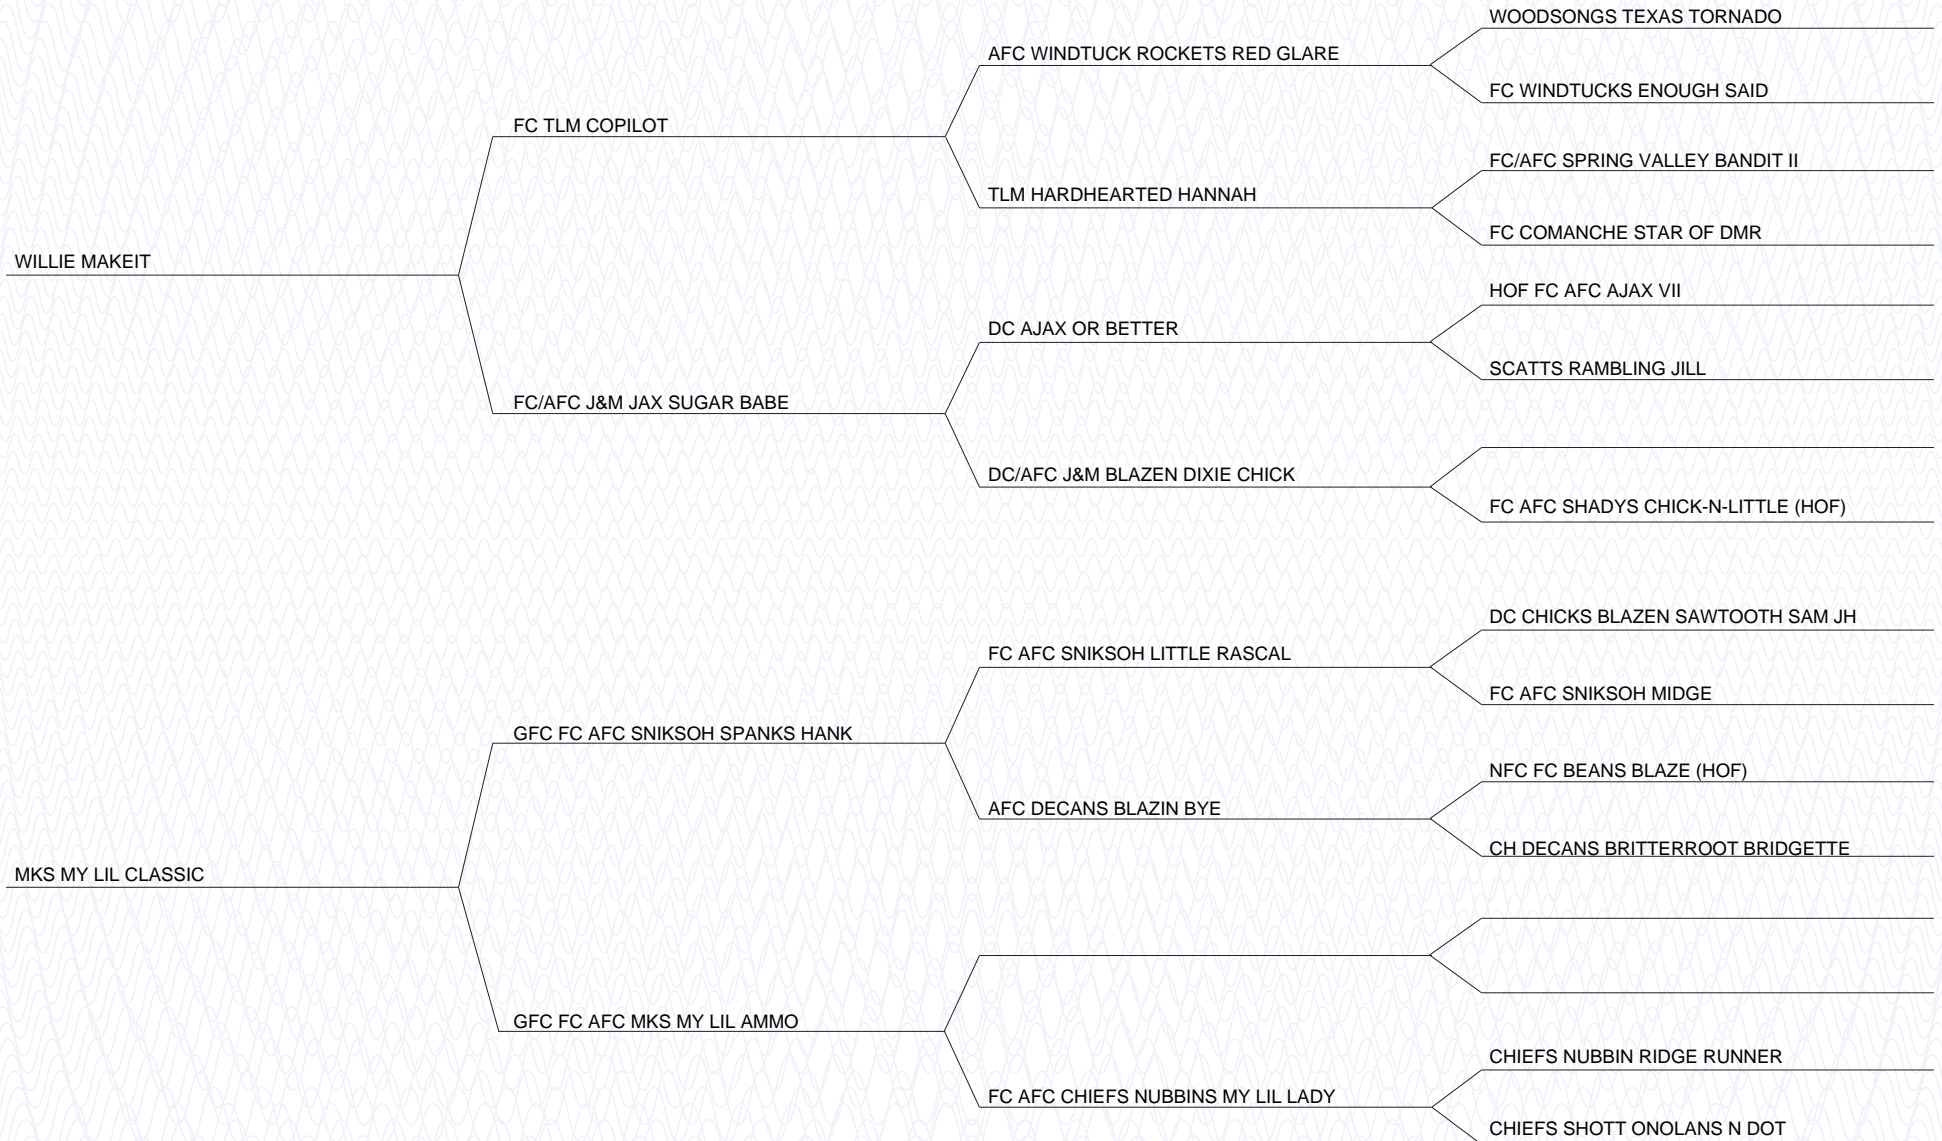 WOODSONGS TEXAS TORNADO
AFC WINDTUCK ROCKETS RED GLARE
FC WINDTUCKS ENOUGH SAID
FC TLM COPILOT
FC/AFC SPRING VALLEY BANDIT II
TLM HARDHEARTED HANNAH
FC COMANCHE STAR OF DMR
WILLIE MAKEIT
HOF FC AFC AJAX VII
DC AJAX OR BETTER
SCATTS RAMBLING JILL
FC/AFC J&M JAX SUGAR BABE
DC/AFC J&M BLAZEN DIXIE CHICK
FC AFC SHADYS CHICK-N-LITTLE (HOF)
DC CHICKS BLAZEN SAWTOOTH SAM JH
FC AFC SNIKSOH LITTLE RASCAL
FC AFC SNIKSOH MIDGE
GFC FC AFC SNIKSOH SPANKS HANK
NFC FC BEANS BLAZE (HOF)
AFC DECANS BLAZIN BYE
CH DECANS BRITTERROOT BRIDGETTE
MKS MY LIL CLASSIC
GFC FC AFC MKS MY LIL AMMO
CHIEFS NUBBIN RIDGE RUNNER
FC AFC CHIEFS NUBBINS MY LIL LADY
CHIEFS SHOTT ONOLANS N DOT